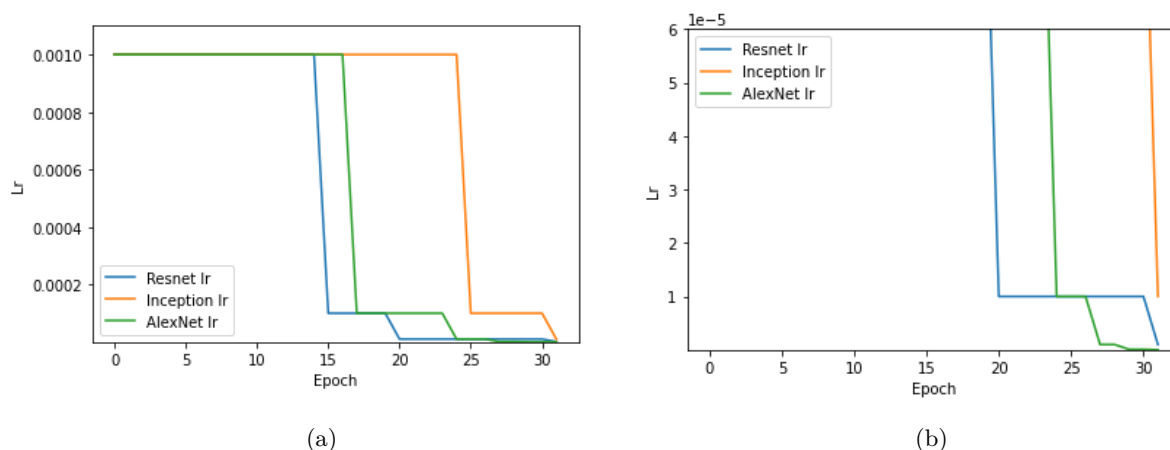 0.0010
0.0008
0.0006
0.0004
0.0002
Lr
Resnet lr
Inception lr
AlexNet lr
0 5 10 15 20 25 30
Epoch
(a)
1e−5
6
5
4
3
2
1
Lr
Resnet lr
Inception lr
AlexNet lr
0 5 10 15 20 25 30
Epoch
(b)